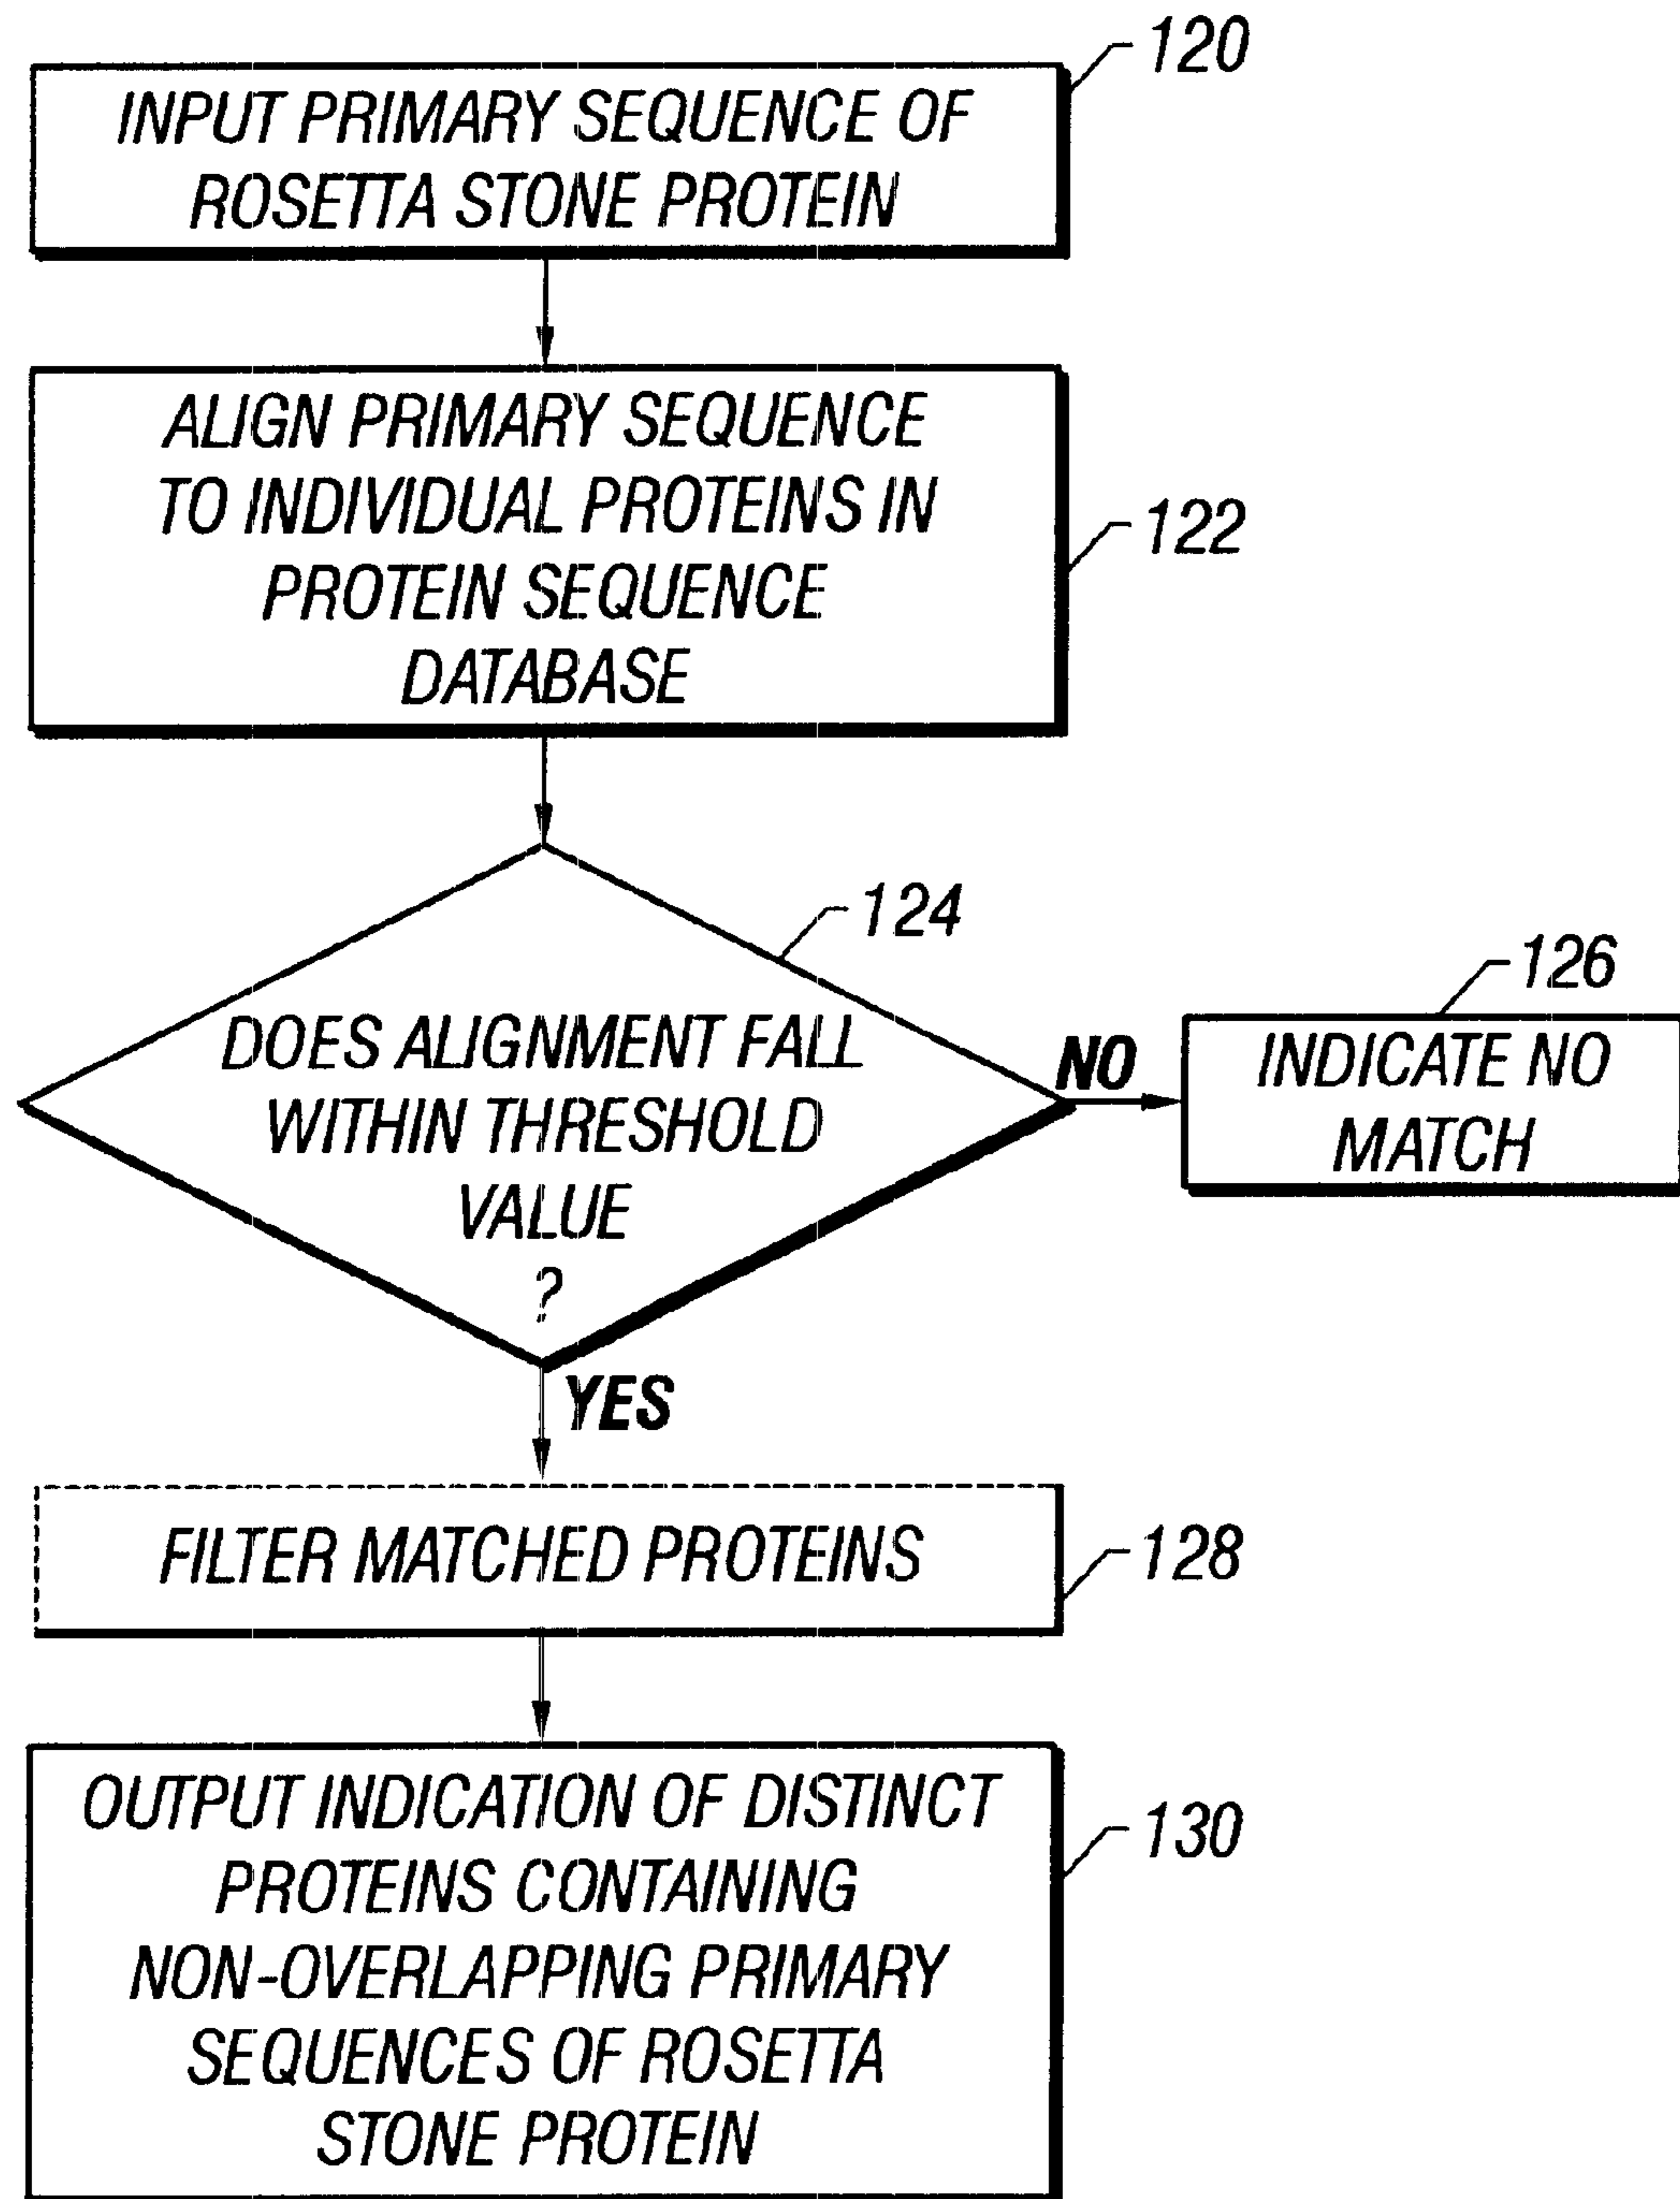 120
INPUT PRIMARY SEQUENCE OF
ROSETTA STONE PROTEIN
ALIGN PRIMARY SEQUENCE
TO INDIVIDUAL PROTEINS IN
PROTEIN SEQUENCE
DATABASE
122
124
DOES ALIGNMENT FALL
WITHIN THRESHOLD
VALUE
?
NO
126
INDICATE NO
MATCH
YES
FILTER MATCHED PROTEINS
128
OUTPUT INDICATION OF DISTINCT
PROTEINS CONTAINING
NON-OVERLAPPING PRIMARY
SEQUENCES OF ROSETTA
STONE PROTEIN
130